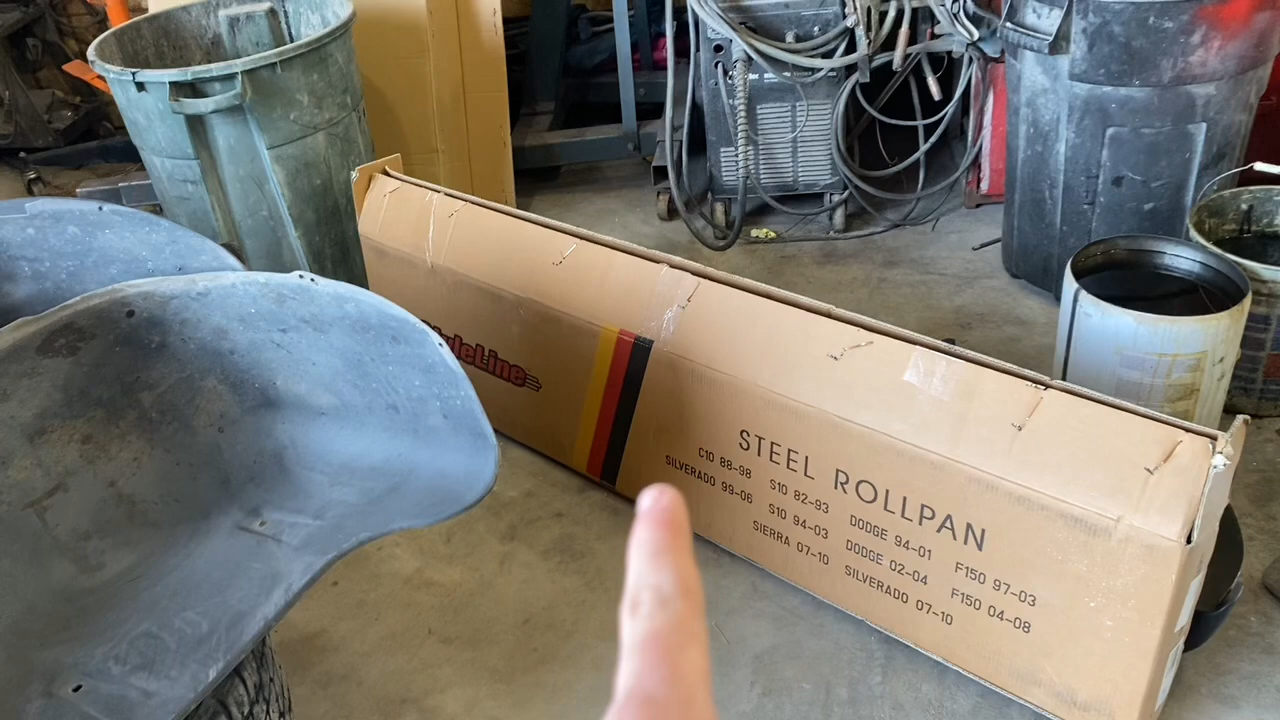 STEEL ROLLPAN
C10 88-98 S10 82-93 DODGE 94-01 F150 97-03
SILVERADO 99-06 S10 94-03 DODGE 02-04 F150 04-08
SIERRA 07-10 SILVERADO 07-10